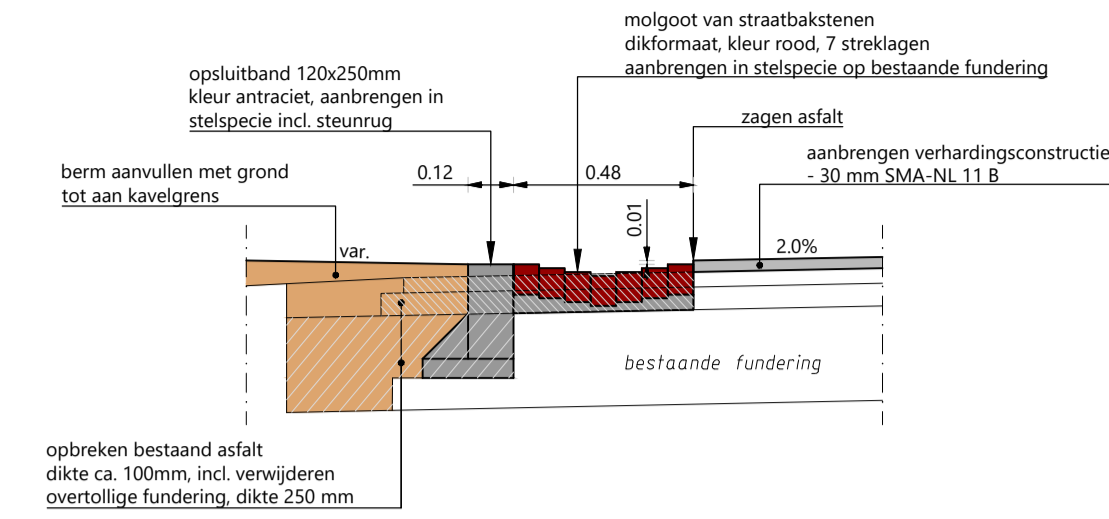 molgoot van straatbakstenen
dikformaat, kleur rood, 7 streklagen
aanbrengen in stelspecie op bestaande fundering
opsluitband 120x250mm
kleur antraciet, aanbrengen in
stelspecie incl. steunrug
zagen asfalt
aanbrengen verhardingsconstructie
- 30 mm SMA-NL 11 B
berm aanvullen met grond
tot aan kavelgrens
0.12
0.48
0.01
var.
2.0%
bestaande fundering
opbreken bestaand asfalt
dikte ca. 100mm, incl. verwijderen
overtollige fundering, dikte 250 mm